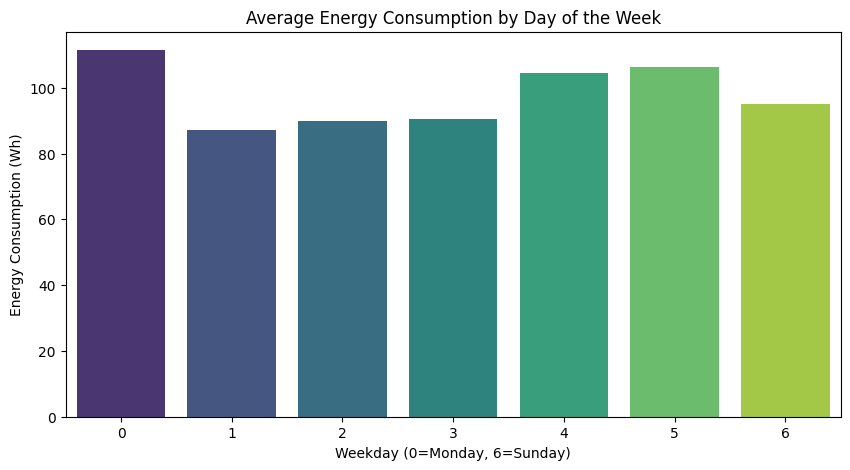 Average Energy Consumption by Day of the Week
Energy Consumption (Wh)
100
80
60
40
20
0
0 1 2 3 4 5 6
Weekday (0=Monday, 6=Sunday)